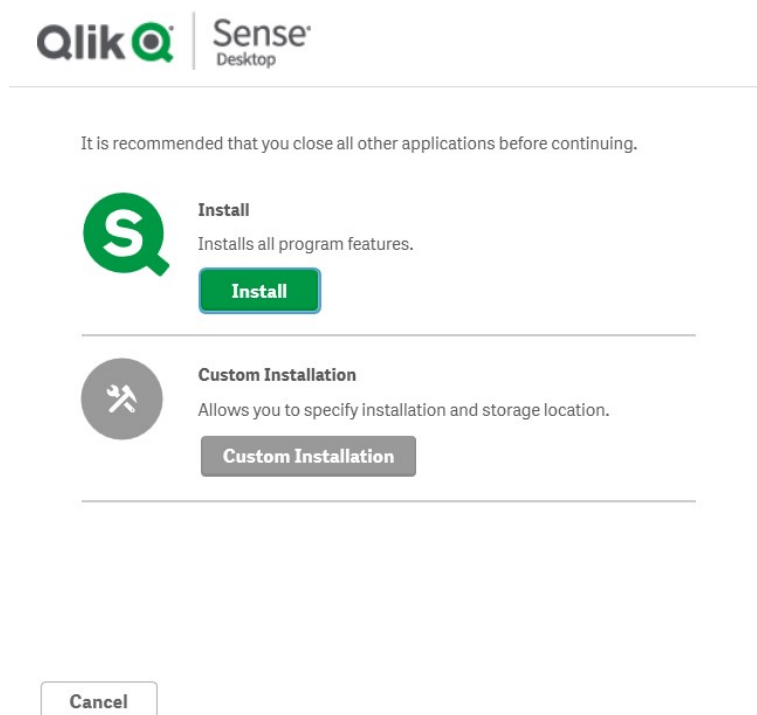 Qlik Sense
Desktop
It is recommended that you close all other applications before continuing.
S
Install
Installs all program features.
Install
Custom Installation
Allows you to specify installation and storage location.
Custom Installation
Cancel